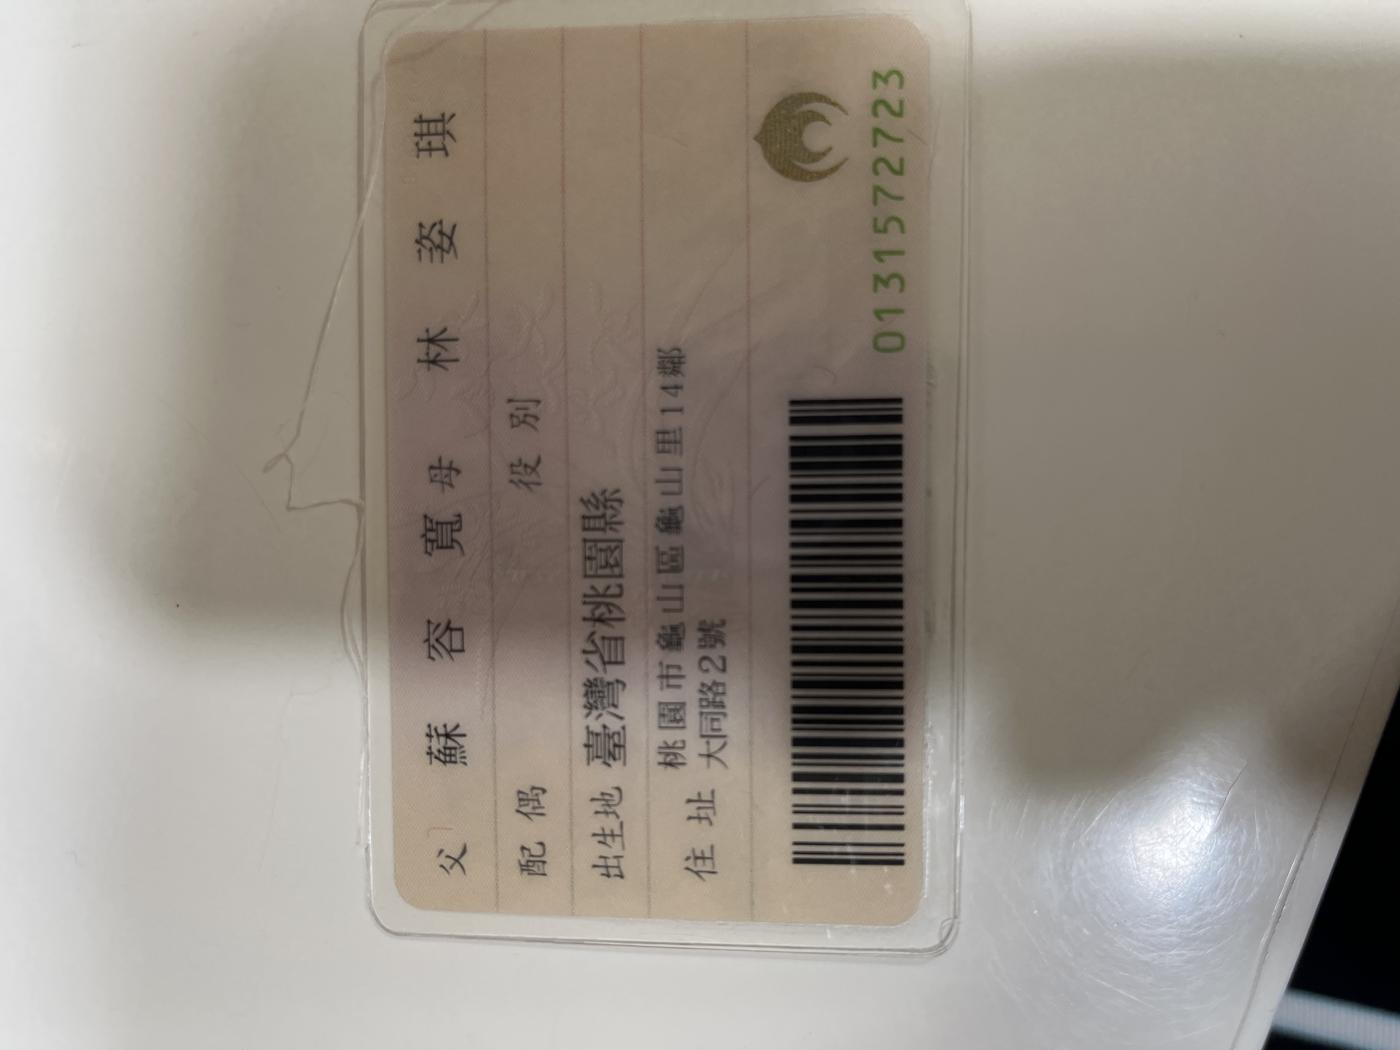 父 蘇容寬 母 林姿琪
配偶 役別
出生地 臺灣省桃園縣
住址 桃園市龜山區龜山里14鄰
大同路2號
0131572723